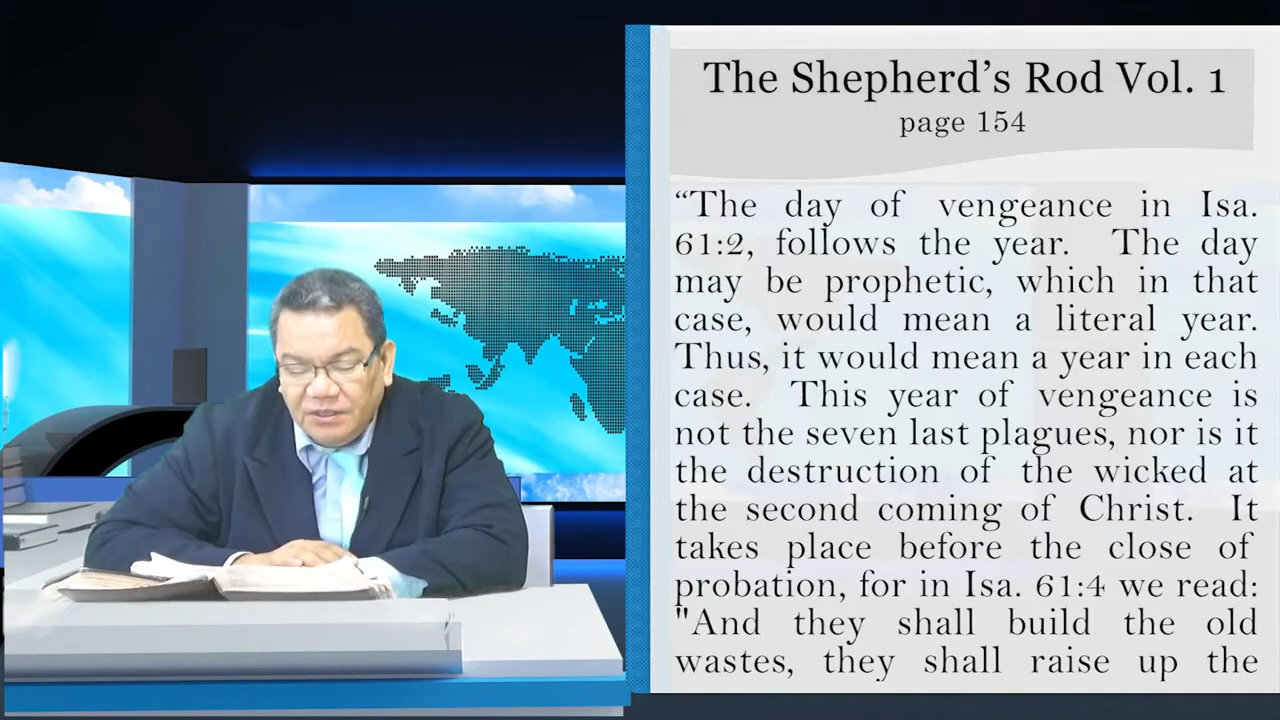 The Shepherd’s Rod Vol. 1
page 154
“The day of vengeance in Isa.
61:2, follows the year. The day
may be prophetic, which in that
case, would mean a literal year.
Thus, it would mean a year in each
case. This year of vengeance is
not the seven last plagues, nor is it
the destruction of the wicked at
the second coming of Christ. It
takes place before the close of
probation, for in Isa. 61:4 we read:
"And they shall build the old
wastes, they shall raise up the